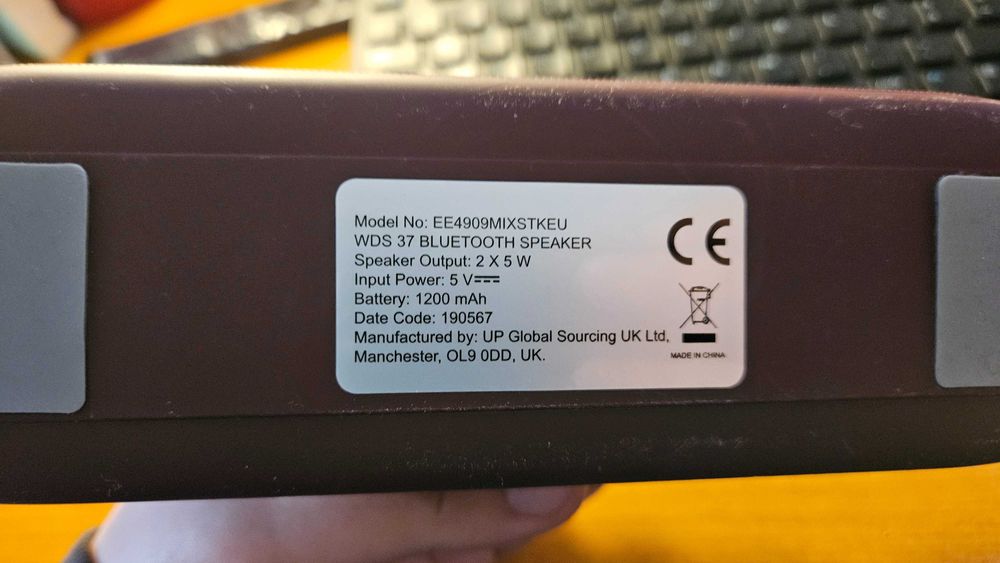 Model No: EE4909MIXSTKEU
WDS 37 BLUETOOTH SPEAKER
Speaker Output: 2 X 5 W
Input Power: 5 V⎓
Battery: 1200 mAh
Date Code: 190567
Manufactured by: UP Global Sourcing UK Ltd,
Manchester, OL9 0DD, UK.
CE
MADE IN CHINA